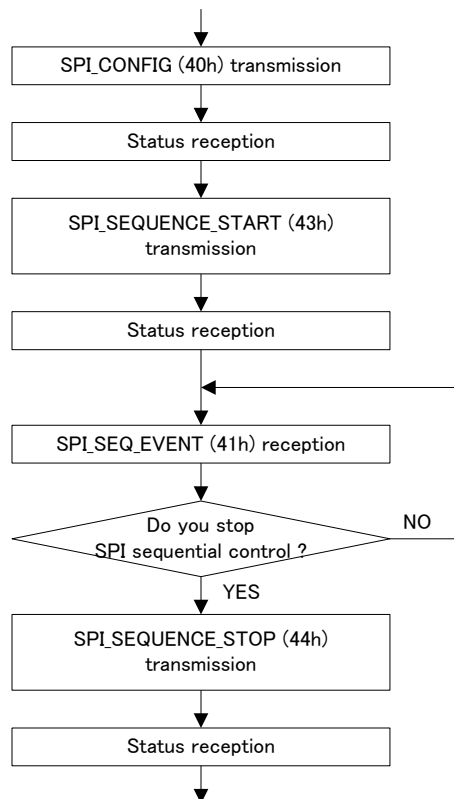 SPI_CONFIG (40h) transmission
Status reception
SPI_SEQUENCE_START (43h)
transmission
Status reception
SPI_SEQ_EVENT (41h) reception
Do you stop
SPI sequential control ?
NO
YES
SPI_SEQUENCE_STOP (44h)
transmission
Status reception